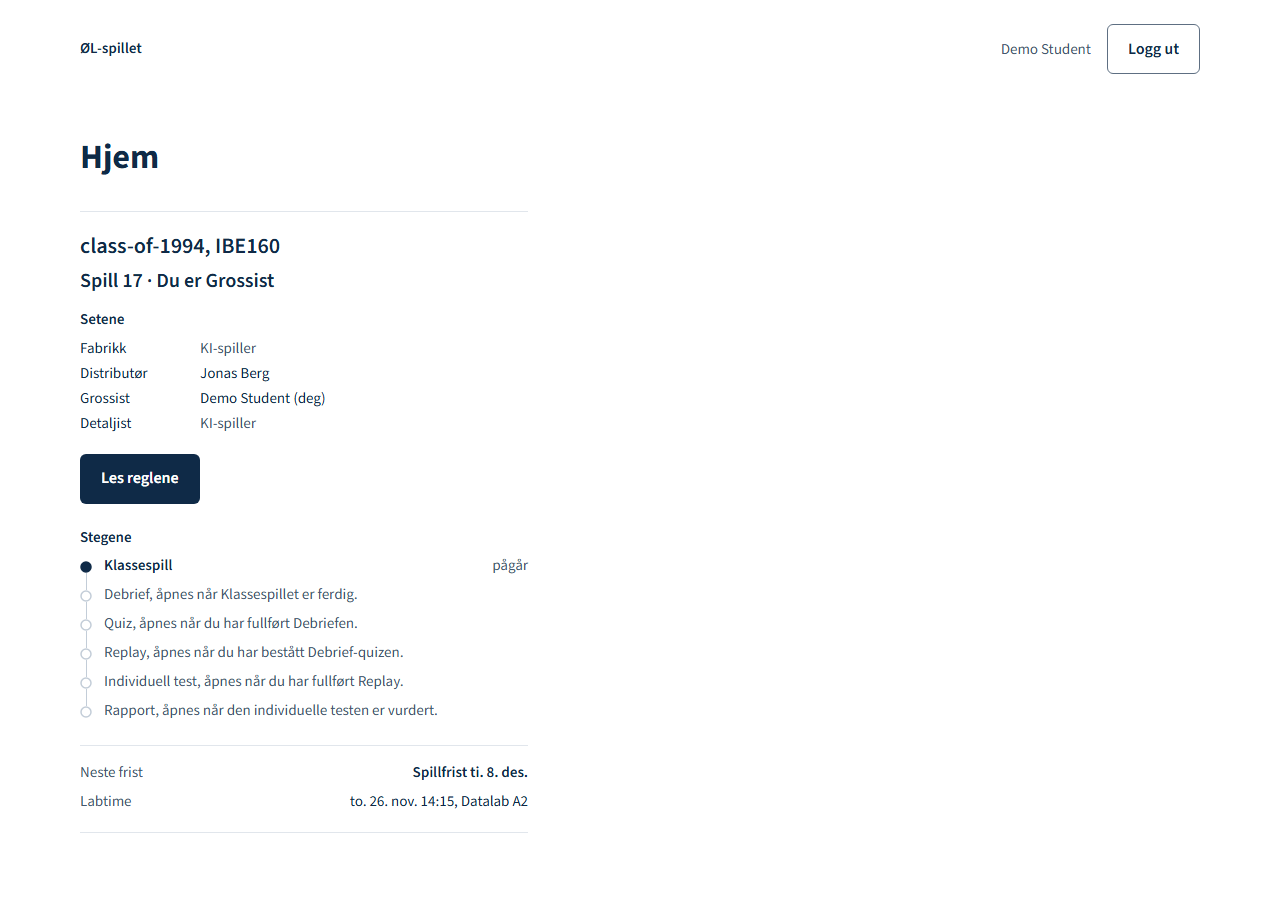 ØL-spillet
Demo Student
Logg ut
Hjem
class-of-1994, IBE160
Spill 17 · Du er Grossist
Setene
Fabrikk KI-spiller
Distributør Jonas Berg
Grossist Demo Student (deg)
Detaljist KI-spiller
Les reglene
Stegene
Klassespill pågår
Debrief, åpnes når Klassespillet er ferdig.
Quiz, åpnes når du har fullført Debriefen.
Replay, åpnes når du har bestått Debrief-quizen.
Individuell test, åpnes når du har fullført Replay.
Rapport, åpnes når den individuelle testen er vurdert.
Neste frist Spillfrist ti. 8. des.
Labtime to. 26. nov. 14:15, Datalab A2